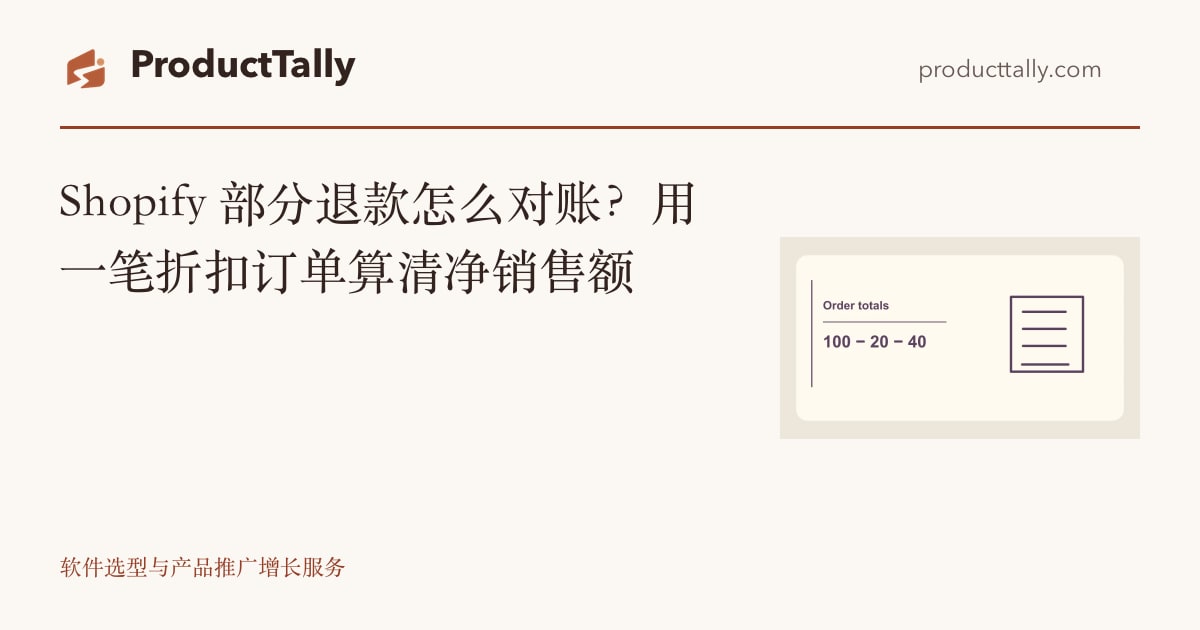 ProductTally
producttally.com
Shopify 部分退款怎么对账？用
一笔折扣订单算清净销售额
Order totals
100 − 20 − 40
软件选型与产品推广增长服务